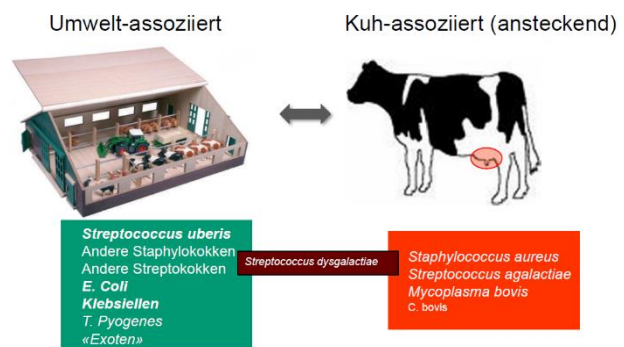 Umwelt-assoziiert
Kuh-assoziiert (ansteckend)
Streptococcus uberis
Andere Staphylokokken
Andere Streptokokken
E. Coli
Klebsiellen
T. Pyogenes
«Exoten»
Streptococcus dysgalactiae
Staphylococcus aureus
Streptococcus agalactiae
Mycoplasma bovis
C. bovis